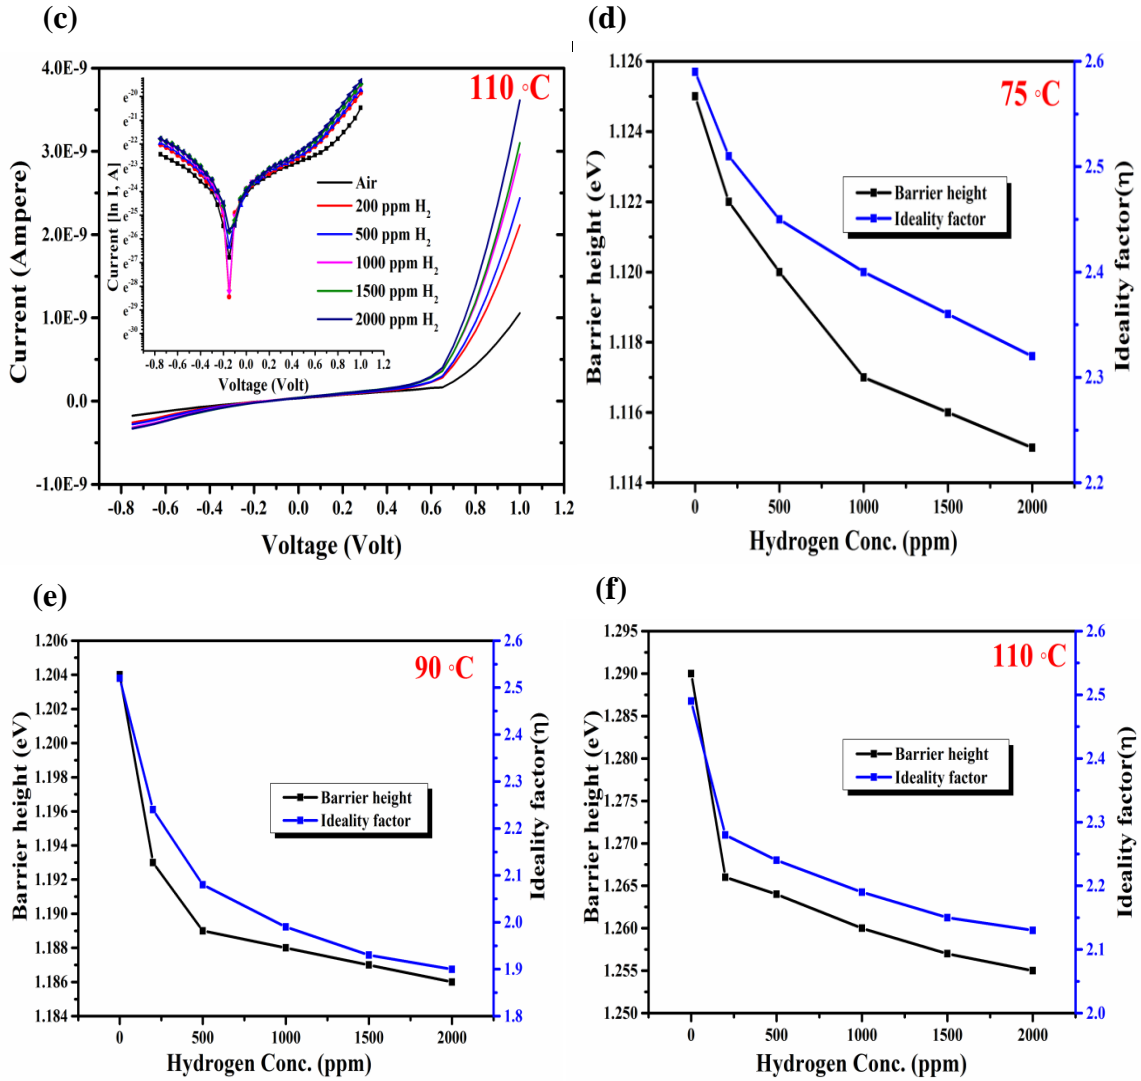 (c)
(d)
4.0E-9
3.0E-9
2.0E-9
1.0E-9
0.0
-1.0E-9
Current (Ampere)
-0.8 -0.6 -0.4 -0.2 0.0 0.2 0.4 0.6 0.8 1.0 1.2
Voltage (Volt)
110 °C
e-20
e-21
e-22
e-23
e-24
e-25
e-26
e-27
e-28
e-29
e-30
Current [ln I, A]
-0.8 -0.6 -0.4 -0.2 0.0 0.2 0.4 0.6 0.8 1.0 1.2
Voltage (Volt)
Air
200 ppm H2
500 ppm H2
1000 ppm H2
1500 ppm H2
2000 ppm H2
1.126
1.124
1.122
1.120
1.118
1.116
1.114
Barrier height (eV)
75 °C
Barrier height
Ideality factor
2.6
2.5
2.4
2.3
2.2
Ideality factor(η)
0 500 1000 1500 2000
Hydrogen Conc. (ppm)
(e)
(f)
1.206
1.204
1.202
1.200
1.198
1.196
1.194
1.192
1.190
1.188
1.186
1.184
Barrier height (eV)
90 °C
Barrier height
Ideality factor
2.6
2.5
2.4
2.3
2.2
2.1
2.0
1.9
1.8
Ideality factor(η)
0 500 1000 1500 2000
Hydrogen Conc. (ppm)
1.295
1.290
1.285
1.280
1.275
1.270
1.265
1.260
1.255
1.250
Barrier height (eV)
110 °C
Barrier height
Ideality factor
2.6
2.5
2.4
2.3
2.2
2.1
2.0
Ideality factor(η)
0 500 1000 1500 2000
Hydrogen Conc. (ppm)